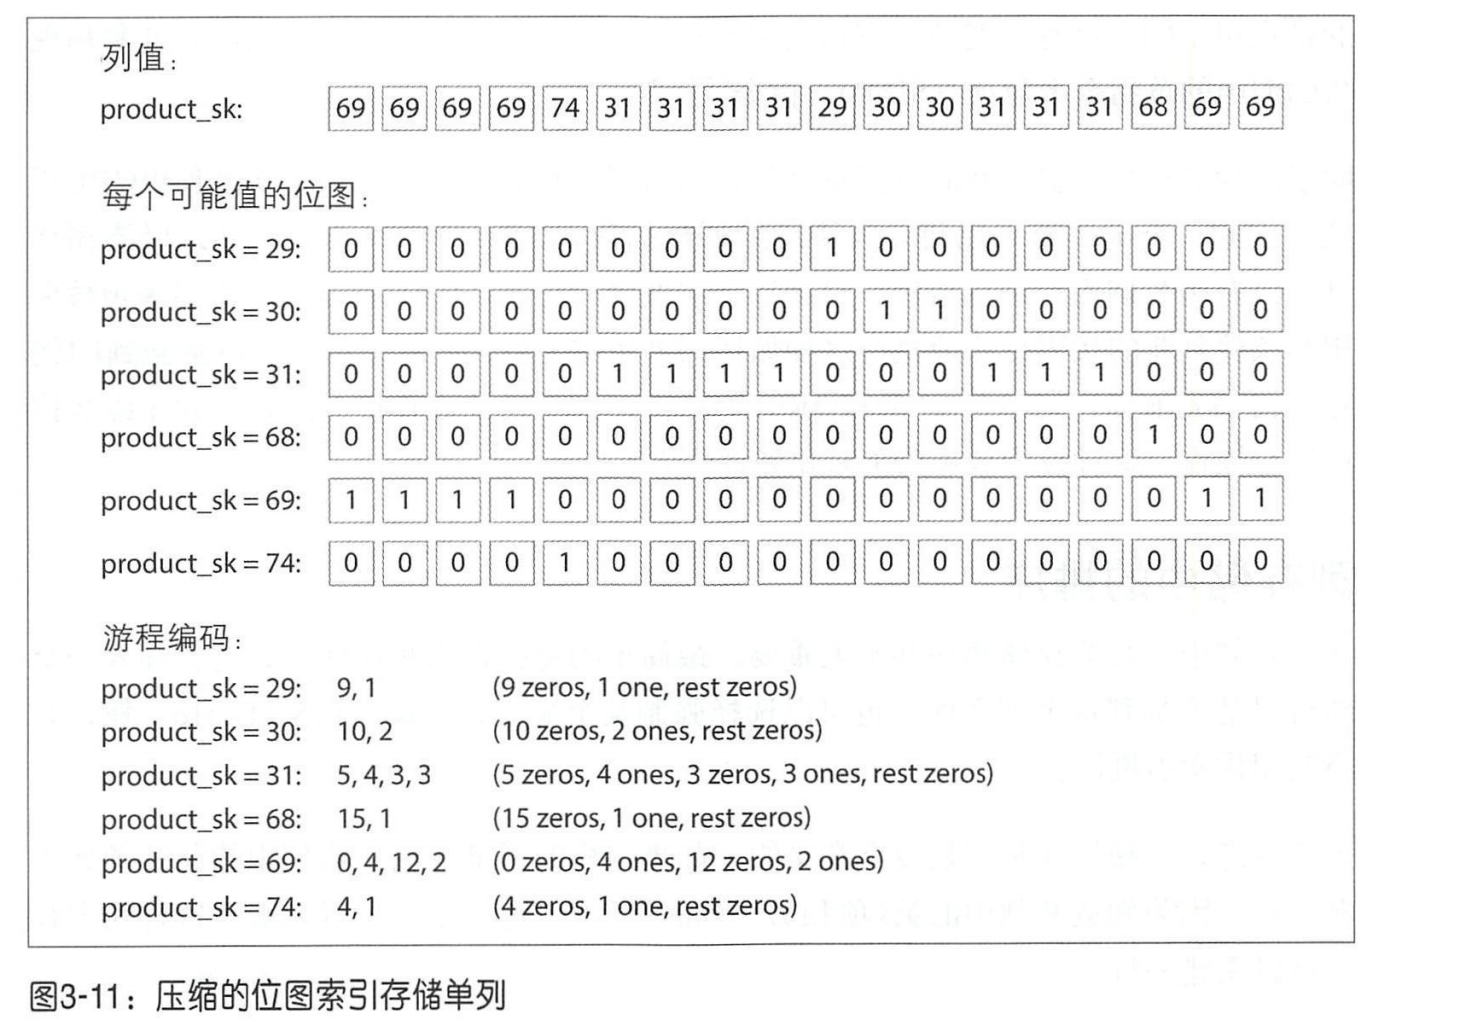 列值：
product_sk: 69 69 69 69 74 31 31 31 31 29 30 30 31 31 31 68 69 69
每个可能值的位图：
product_sk = 29: 0 0 0 0 0 0 0 0 0 1 0 0 0 0 0 0 0 0
product_sk = 30: 0 0 0 0 0 0 0 0 0 0 1 1 0 0 0 0 0 0
product_sk = 31: 0 0 0 0 0 1 1 1 1 0 0 0 1 1 1 0 0 0
product_sk = 68: 0 0 0 0 0 0 0 0 0 0 0 0 0 0 0 1 0 0
product_sk = 69: 1 1 1 1 0 0 0 0 0 0 0 0 0 0 0 0 1 1
product_sk = 74: 0 0 0 0 1 0 0 0 0 0 0 0 0 0 0 0 0 0
游程编码：
product_sk = 29: 9, 1 (9 zeros, 1 one, rest zeros)
product_sk = 30: 10, 2 (10 zeros, 2 ones, rest zeros)
product_sk = 31: 5, 4, 3, 3 (5 zeros, 4 ones, 3 zeros, 3 ones, rest zeros)
product_sk = 68: 15, 1 (15 zeros, 1 one, rest zeros)
product_sk = 69: 0, 4, 12, 2 (0 zeros, 4 ones, 12 zeros, 2 ones)
product_sk = 74: 4, 1 (4 zeros, 1 one, rest zeros)
图3-11：压缩的位图索引存储单列